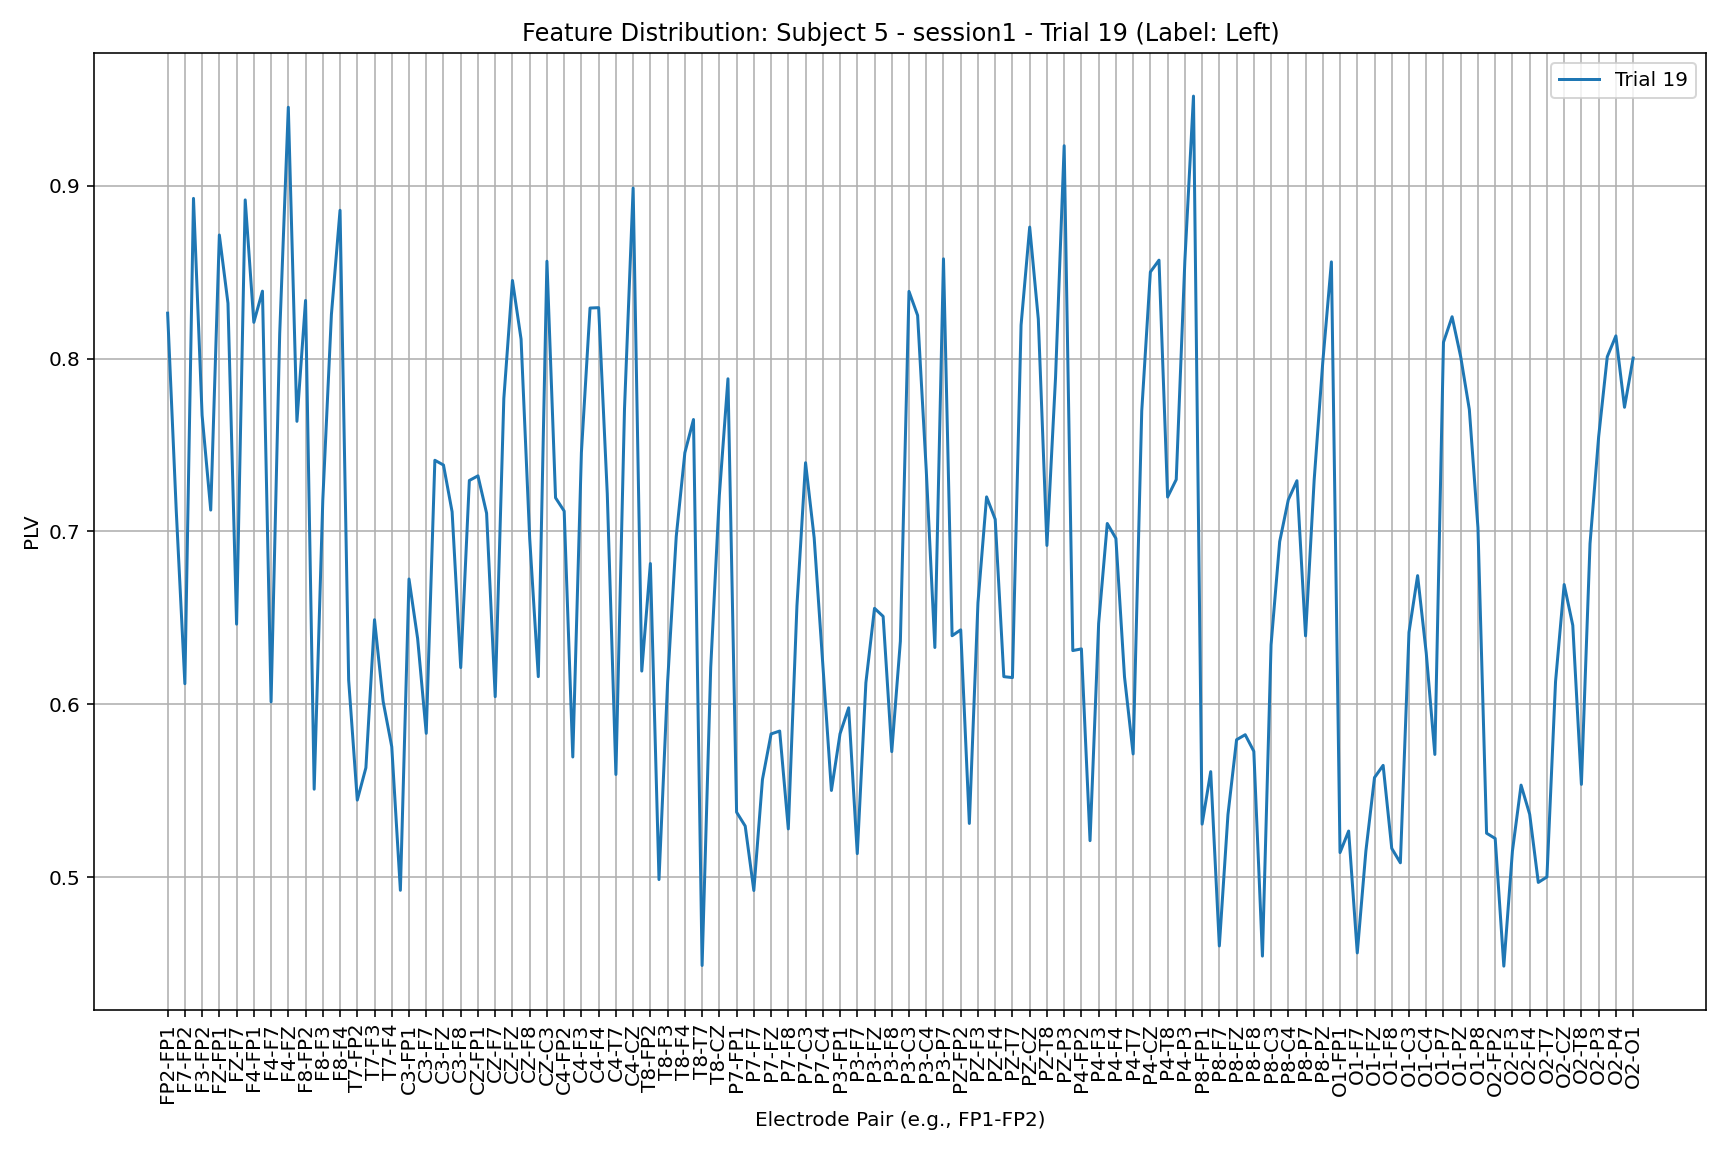 Feature Distribution: Subject 5 - session1 - Trial 19 (Label: Left)
Trial 19
PLV
0.9
0.8
0.7
0.6
0.5
FP2-FP1
F7-FP2
F3-FP2
FZ-FP1
FZ-F7
F4-FP1
F4-F7
F4-FZ
F8-FP2
F8-F3
F8-F4
T7-FP2
T7-F3
T7-F4
C3-FP1
C3-F7
C3-FZ
C3-F8
CZ-FP1
CZ-F7
CZ-FZ
CZ-F8
CZ-C3
C4-FP2
C4-F3
C4-F4
C4-T7
C4-CZ
T8-FP2
T8-F3
T8-F4
T8-T7
T8-CZ
P7-FP1
P7-F7
P7-FZ
P7-F8
P7-C3
P7-C4
P3-FP1
P3-F7
P3-FZ
P3-F8
P3-C3
P3-C4
P3-P7
PZ-FP2
PZ-F3
PZ-F4
PZ-T7
PZ-CZ
PZ-T8
PZ-P3
P4-FP2
P4-F3
P4-F4
P4-T7
P4-CZ
P4-T8
P4-P3
P8-FP1
P8-F7
P8-FZ
P8-F8
P8-C3
P8-C4
P8-P7
P8-PZ
O1-FP1
O1-F7
O1-FZ
O1-F8
O1-C3
O1-C4
O1-P7
O1-PZ
O1-P8
O2-FP2
O2-F3
O2-F4
O2-T7
O2-CZ
O2-T8
O2-P3
O2-P4
O2-O1
Electrode Pair (e.g., FP1-FP2)